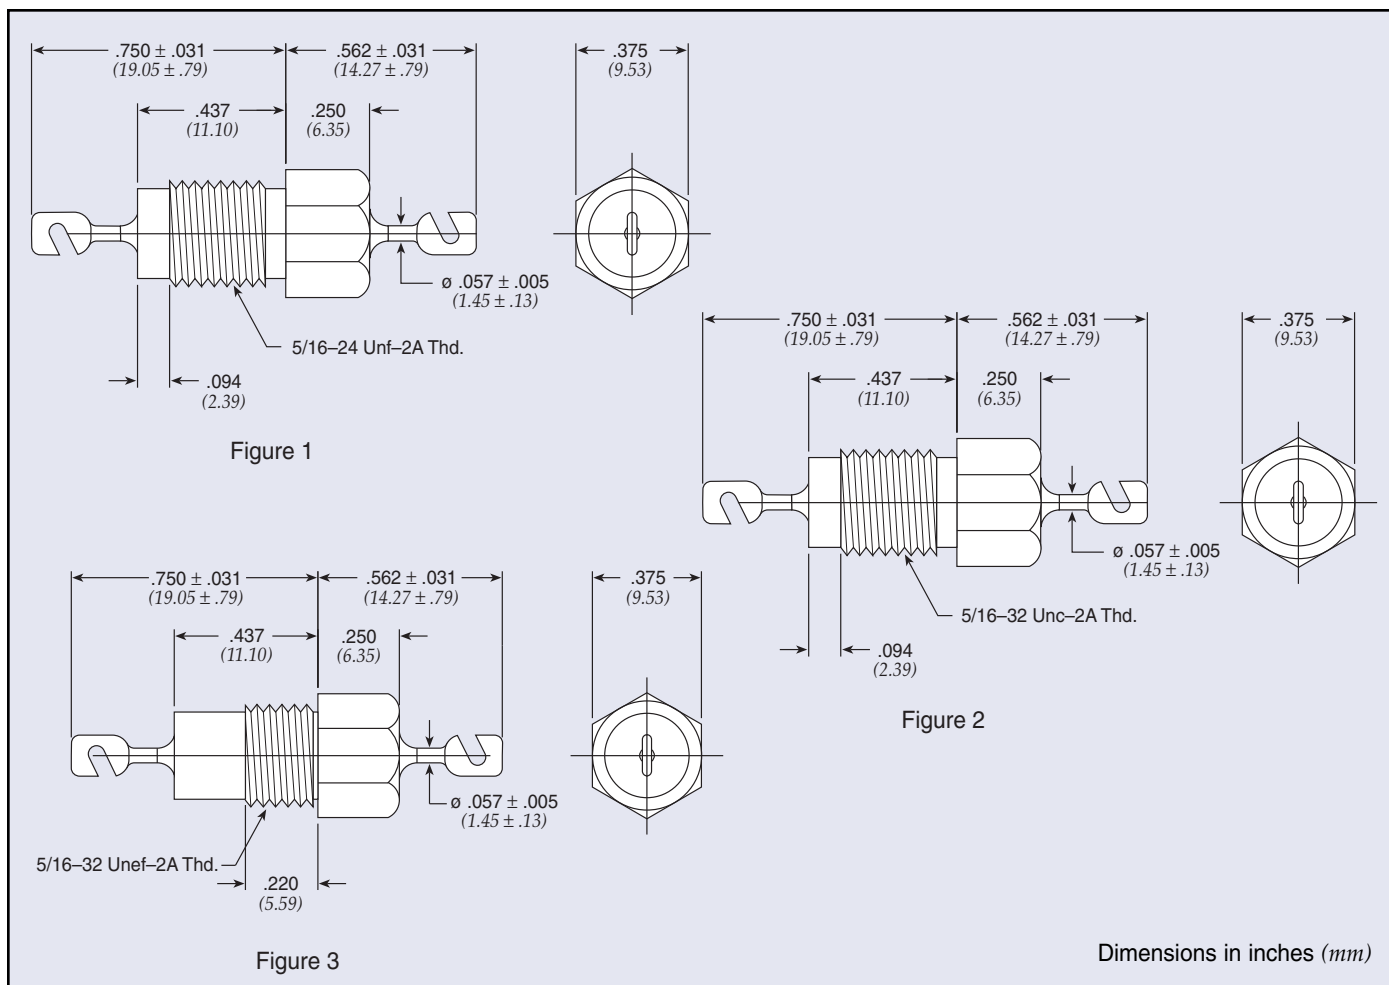 .750 ± .031
(19.05 ± .79)
.562 ± .031
(14.27 ± .79)
.375
(9.53)
.437
(11.10)
.250
(6.35)
ø .057 ± .005
(1.45 ± .13)
5/16–24 Unf–2A Thd.
.094
(2.39)
Figure 1
.750 ± .031
(19.05 ± .79)
.562 ± .031
(14.27 ± .79)
.375
(9.53)
.437
(11.10)
.250
(6.35)
ø .057 ± .005
(1.45 ± .13)
5/16–32 Unc–2A Thd.
.094
(2.39)
Figure 2
.750 ± .031
(19.05 ± .79)
.562 ± .031
(14.27 ± .79)
.375
(9.53)
.437
(11.10)
.250
(6.35)
ø .057 ± .005
(1.45 ± .13)
5/16–32 Unef–2A Thd.
.220
(5.59)
Figure 3
Dimensions in inches (mm)